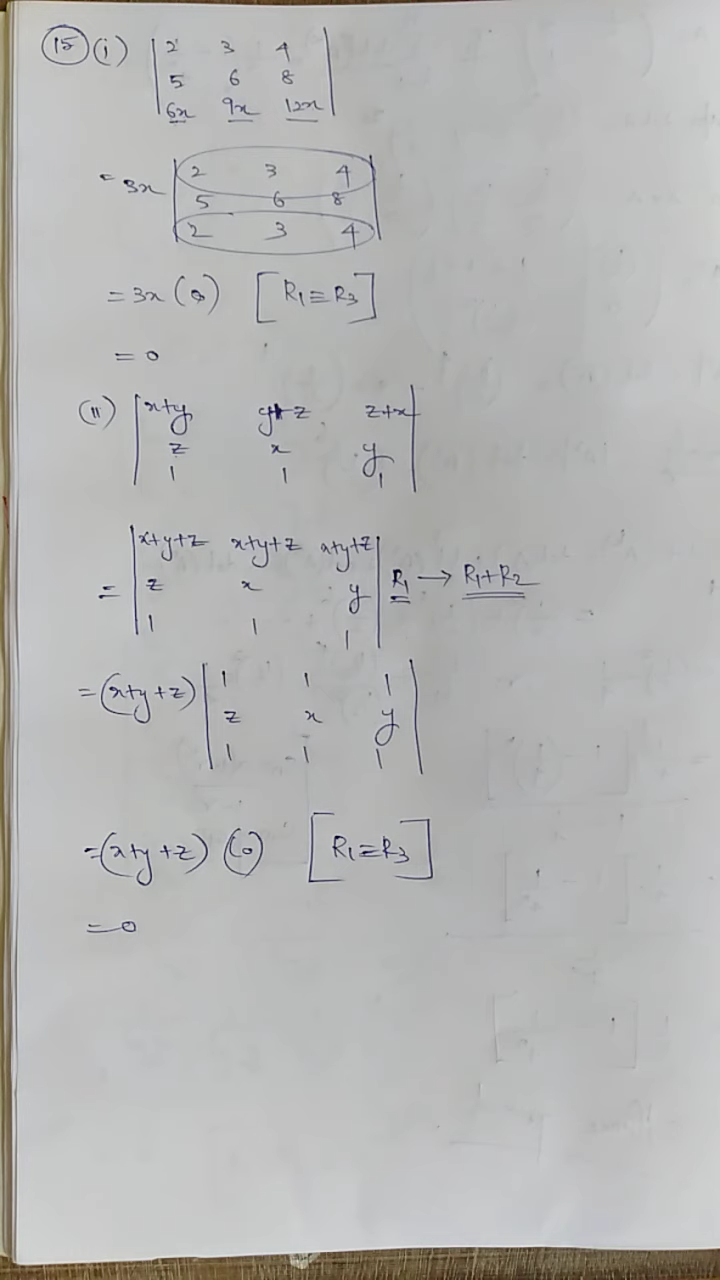 15 (i) | 2 3 4 |
| 5 6 8 |
| 6x 9x 12x |
= 3x | 2 3 4 |
| 5 6 8 |
| 2 3 4 |
= 3x (0) [R₁ ≡ R₃]
= 0
(ii) | x+y y+z z+x |
| z x y |
| 1 1 1 |
= | x+y+z x+y+z x+y+z |
| z x y | R₁ → R₁+R₂
| 1 1 1 |
= (x+y+z) | 1 1 1 |
| z x y |
| 1 1 1 |
= (x+y+z) (0) [R₁ ≡ R₃]
= 0